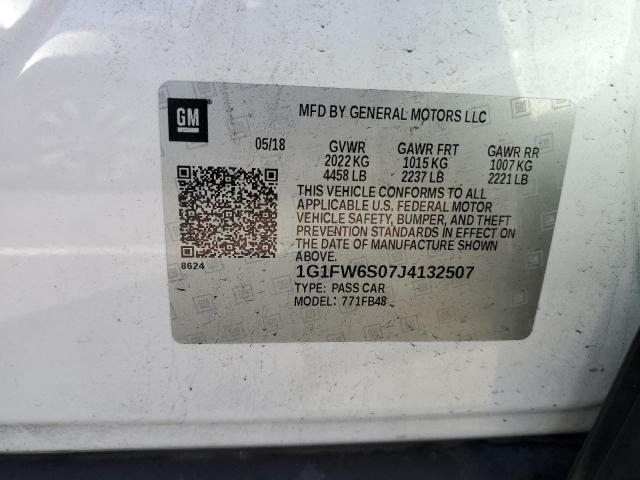 GM
MFD BY GENERAL MOTORS LLC
05/18 GVWR GAWR FRT GAWR RR
2022 KG 1015 KG 1007 KG
4458 LB 2237 LB 2221 LB
THIS VEHICLE CONFORMS TO ALL
APPLICABLE U.S. FEDERAL MOTOR
VEHICLE SAFETY, BUMPER, AND THEFT
PREVENTION STANDARDS IN EFFECT ON
THE DATE OF MANUFACTURE SHOWN
ABOVE.
8624
1G1FW6S07J4132507
TYPE: PASS CAR
MODEL: 771FB48